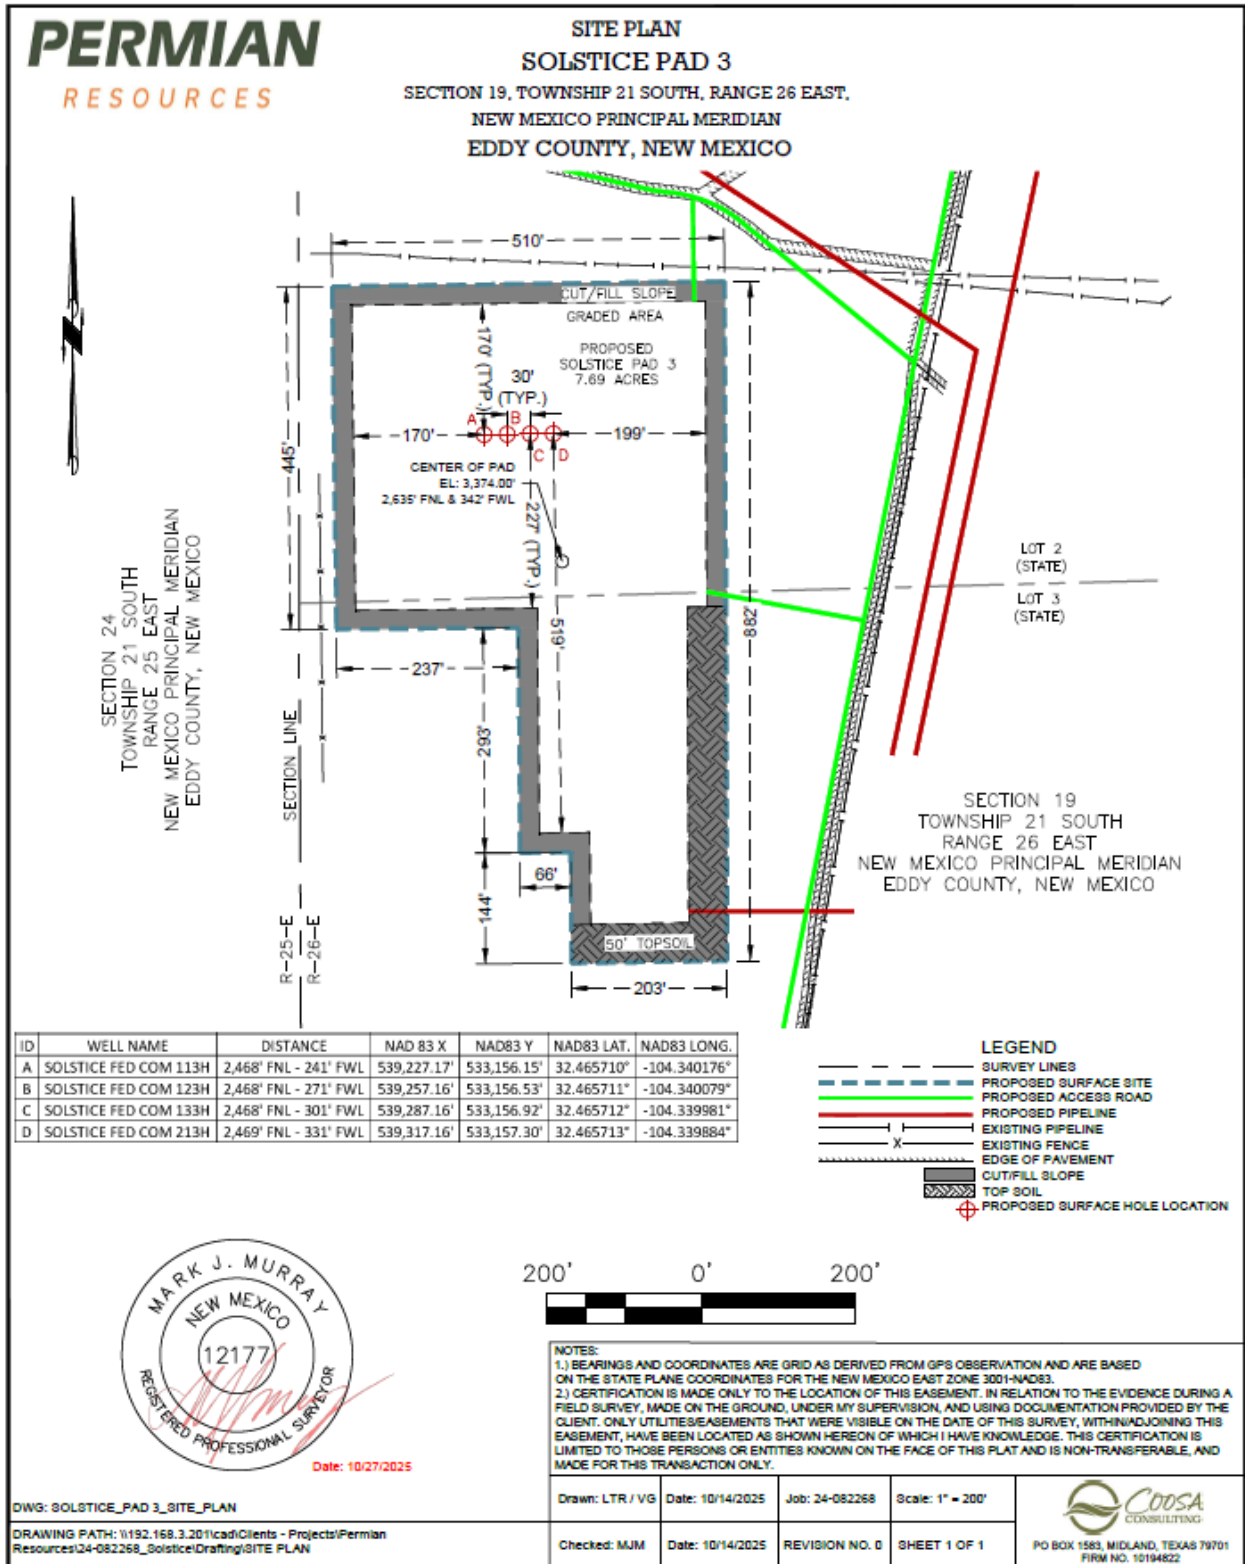 PERMIAN
RESOURCES
SITE PLAN
SOLSTICE PAD 3
SECTION 19, TOWNSHIP 21 SOUTH, RANGE 26 EAST,
NEW MEXICO PRINCIPAL MERIDIAN
EDDY COUNTY, NEW MEXICO
N
510'
CUT/FILL SLOPE
GRADED AREA
PROPOSED
SOLSTICE PAD 3
7.69 ACRES
170' (TYP.)
30'
(TYP.)
A
B
C
D
170'
199'
445'
CENTER OF PAD
EL: 3,374.00'
2,635' FNL & 342' FWL
227' (TYP.)
519'
882'
237'
293'
66'
144'
50' TOPSOIL
203'
LOT 2
(STATE)
LOT 3
(STATE)
SECTION 24
TOWNSHIP 21 SOUTH
RANGE 25 EAST
NEW MEXICO PRINCIPAL MERIDIAN
EDDY COUNTY, NEW MEXICO
SECTION LINE
R-25-E
R-26-E
SECTION 19
TOWNSHIP 21 SOUTH
RANGE 26 EAST
NEW MEXICO PRINCIPAL MERIDIAN
EDDY COUNTY, NEW MEXICO
ID WELL NAME DISTANCE NAD 83 X NAD83 Y NAD83 LAT. NAD83 LONG.
A SOLSTICE FED COM 113H 2,468' FNL - 241' FWL 539,227.17' 533,156.15' 32.465710° -104.340176°
B SOLSTICE FED COM 123H 2,468' FNL - 271' FWL 539,257.16' 533,156.53' 32.465711° -104.340079°
C SOLSTICE FED COM 133H 2,468' FNL - 301' FWL 539,287.16' 533,156.92' 32.465712° -104.339981°
D SOLSTICE FED COM 213H 2,469' FNL - 331' FWL 539,317.16' 533,157.30' 32.465713° -104.339884°
LEGEND
SURVEY LINES
PROPOSED SURFACE SITE
PROPOSED ACCESS ROAD
PROPOSED PIPELINE
EXISTING PIPELINE
X EXISTING FENCE
EDGE OF PAVEMENT
CUT/FILL SLOPE
TOP SOIL
PROPOSED SURFACE HOLE LOCATION
MARK J. MURRAY
NEW MEXICO
12177
REGISTERED PROFESSIONAL SURVEYOR
Date: 10/27/2025
200' 0' 200'
NOTES:
1.) BEARINGS AND COORDINATES ARE GRID AS DERIVED FROM GPS OBSERVATION AND ARE BASED
ON THE STATE PLANE COORDINATES FOR THE NEW MEXICO EAST ZONE 3001-NAD83.
2.) CERTIFICATION IS MADE ONLY TO THE LOCATION OF THIS EASEMENT. IN RELATION TO THE EVIDENCE DURING A
FIELD SURVEY, MADE ON THE GROUND, UNDER MY SUPERVISION, AND USING DOCUMENTATION PROVIDED BY THE
CLIENT. ONLY UTILITIES/EASEMENTS THAT WERE VISIBLE ON THE DATE OF THIS SURVEY, WITHIN/ADJOINING THIS
EASEMENT, HAVE BEEN LOCATED AS SHOWN HEREON OF WHICH I HAVE KNOWLEDGE. THIS CERTIFICATION IS
LIMITED TO THOSE PERSONS OR ENTITIES KNOWN ON THE FACE OF THIS PLAT AND IS NON-TRANSFERABLE, AND
MADE FOR THIS TRANSACTION ONLY.
DWG: SOLSTICE_PAD 3_SITE_PLAN
DRAWING PATH: \\192.168.3.201\cad\Clients - Projects\Permian
Resources\24-082268_Solstice\Drafting\SITE PLAN
Drawn: LTR / VG Date: 10/14/2025 Job: 24-082268 Scale: 1" = 200'
Checked: MJM Date: 10/14/2025 REVISION NO. 0 SHEET 1 OF 1
COOSA
CONSULTING
PO BOX 1583, MIDLAND, TEXAS 79701
FIRM NO. 10194822